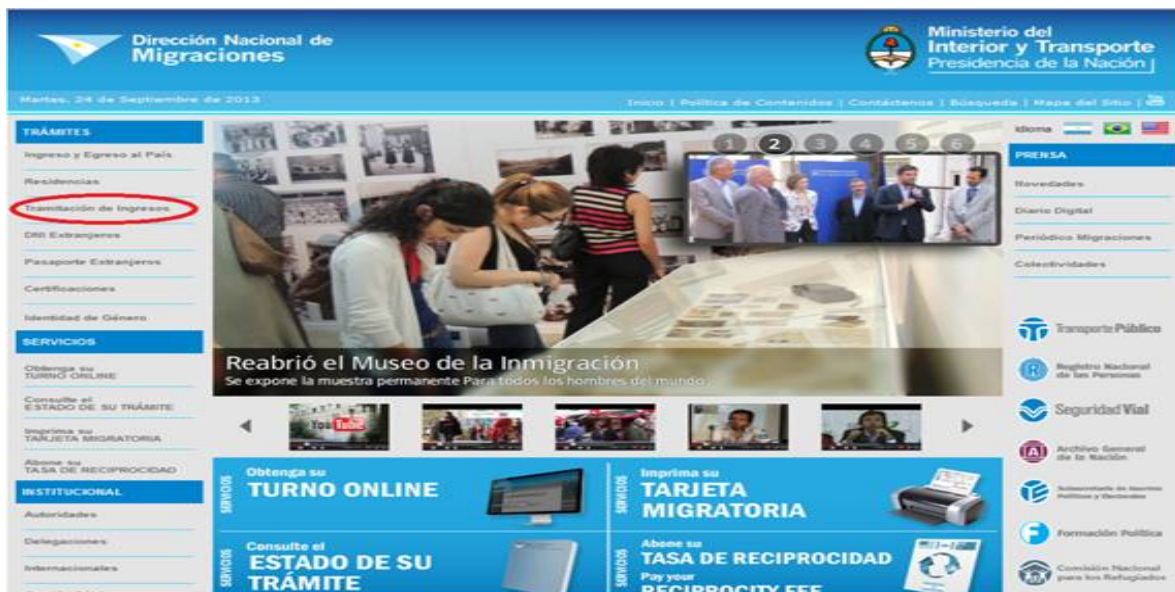 Dirección Nacional de
Migraciones
Ministerio del
Interior y Transporte
Presidencia de la Nación
Martes, 24 de Septiembre de 2013
Inicio | Política de Contenidos | Contáctenos | Búsqueda | Mapa del Sitio |
TRÁMITES
Ingreso y Egreso al País
Residencias
Tramitación de Ingresos
DNI Extranjeros
Pasaporte Extranjeros
Certificaciones
Identidad de Género
SERVICIOS
Obtenga su
TURNO ONLINE
Consulte el
ESTADO DE SU TRÁMITE
Imprima su
TARJETA MIGRATORIA
Abone su
TASA DE RECIPROCIDAD
INSTITUCIONAL
Autoridades
Delegaciones
Internacionales
1 2 3 4 5 6
Reabrió el Museo de la Inmigración
Se expone la muestra permanente Para todos los hombres del mundo
YouTube
SERVICIOS
Obtenga su
TURNO ONLINE
SERVICIOS
Imprima su
TARJETA
MIGRATORIA
SERVICIOS
Consulte el
ESTADO DE SU
TRÁMITE
SERVICIOS
Abone su
TASA DE RECIPROCIDAD
Pay your
RECIPROCITY FEE
Idioma
PRENSA
Novedades
Diario Digital
Periódico Migraciones
Colectividades
Transporte Público
Registro Nacional
de las Personas
Seguridad Vial
Archivo General
de la Nación
Subsecretaría de Asuntos
Políticos y Electorales
Formación Política
Comisión Nacional
para los Refugiados